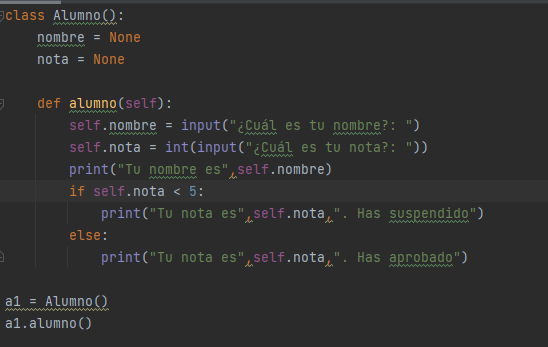 class Alumno():
    nombre = None
    nota = None

    def alumno(self):
        self.nombre = input("¿Cuál es tu nombre?: ")
        self.nota = int(input("¿Cuál es tu nota?: "))
        print("Tu nombre es",self.nombre)
        if self.nota < 5:
            print("Tu nota es",self.nota,". Has suspendido")
        else:
            print("Tu nota es",self.nota,". Has aprobado")

a1 = Alumno()
a1.alumno()